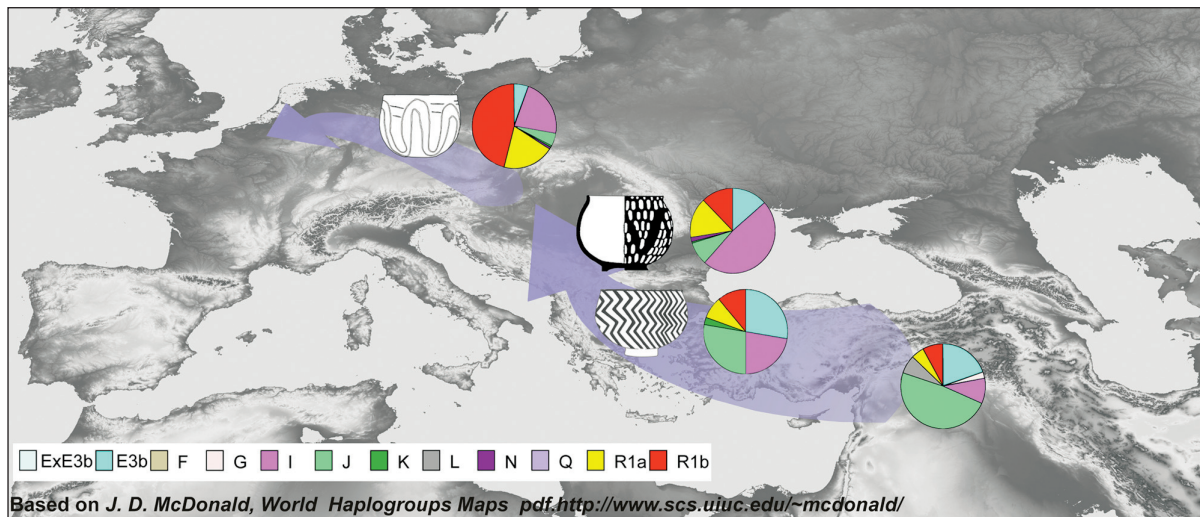 ExE3b E3b F G I J K L N Q R1a R1b
Based on J. D. McDonald, World Haplogroups Maps pdf.http://www.scs.uiuc.edu/~mcdonald/